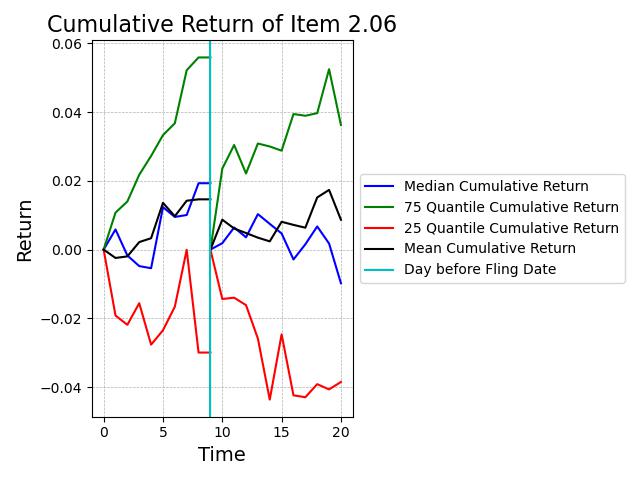 Cumulative Return of Item 2.06
0.06
0.04
0.02
0.00
−0.02
−0.04
Return
0
5
10
15
20
Time
Median Cumulative Return
75 Quantile Cumulative Return
25 Quantile Cumulative Return
Mean Cumulative Return
Day before Fling Date